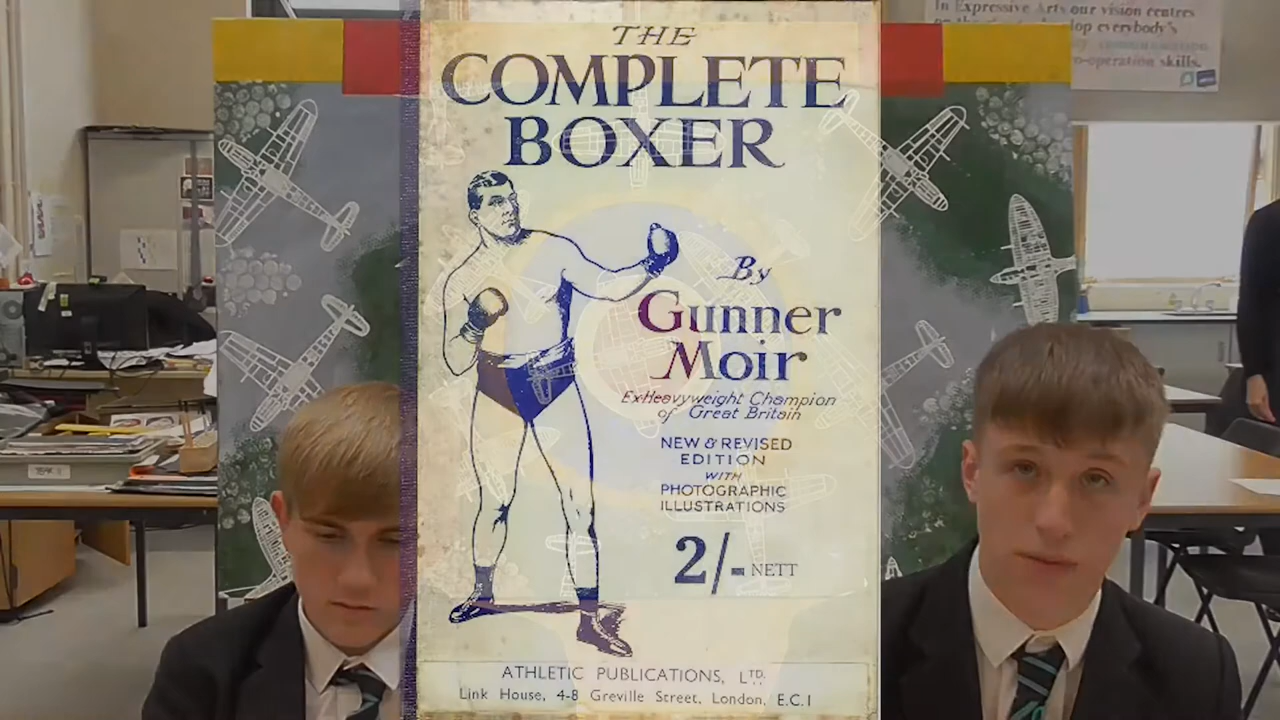 In Expressive Arts our vision centres
THE
COMPLETE
BOXER
By
Gunner
Moir
Ex-Heavyweight Champion
of Great Britain
NEW & REVISED
EDITION
WITH
PHOTOGRAPHIC
ILLUSTRATIONS
2/- NETT
ATHLETIC PUBLICATIONS, LTD.
Link House, 4-8 Greville Street, London, E.C.1
everybody's
co-operation skills.